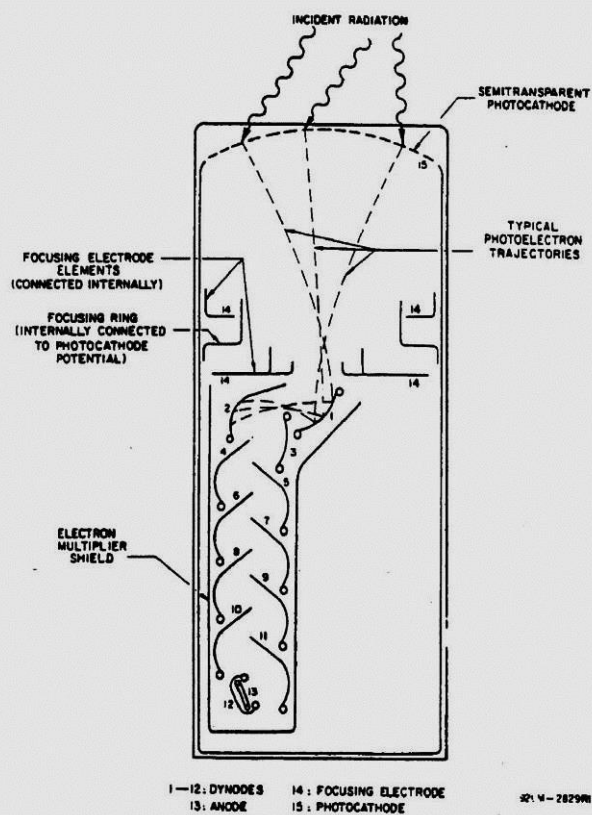 INCIDENT RADIATION
SEMITRANSPARENT
PHOTOCATHODE
15
TYPICAL
PHOTOELECTRON
TRAJECTORIES
FOCUSING ELECTRODE
ELEMENTS
(CONNECTED INTERNALLY)
14
14
FOCUSING RING
(INTERNALLY CONNECTED
TO PHOTOCATHODE
POTENTIAL)
14
14
2
1
3
4
5
6
7
ELECTRON
MULTIPLIER
SHIELD
8
9
10
11
13
12
1—12: DYNODES
14: FOCUSING ELECTRODE
13: ANODE
15: PHOTOCATHODE